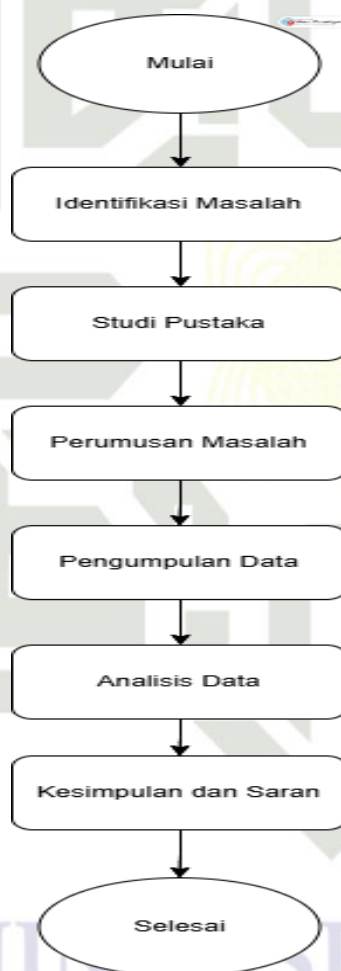 Mulai
Identifikasi Masalah
Studi Pustaka
Perumusan Masalah
Pengumpulan Data
Analisis Data
Kesimpulan dan Saran
Selesai